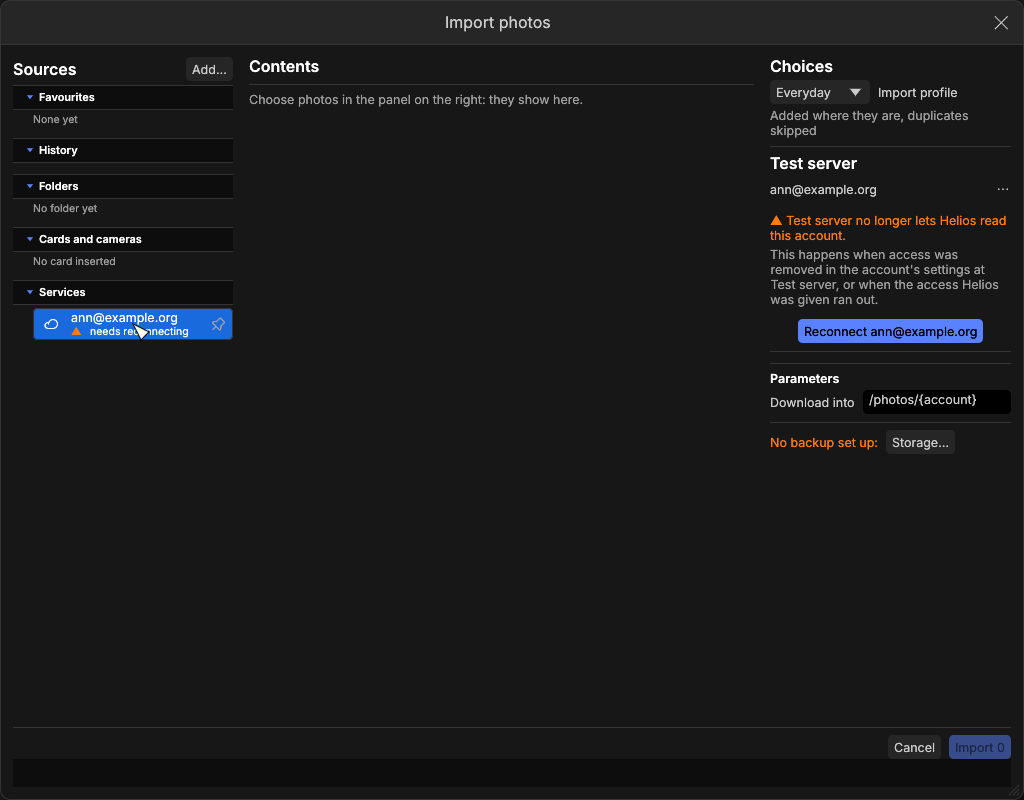 Import photos
Sources
Add...
Favourites
None yet
History
Folders
No folder yet
Cards and cameras
No card inserted
Services
ann@example.org
needs reconnecting
Contents
Choose photos in the panel on the right: they show here.
Choices
Everyday
Import profile
Added where they are, duplicates
skipped
Test server
ann@example.org
...
Test server no longer lets Helios read
this account.
This happens when access was
removed in the account's settings at
Test server, or when the access Helios
was given ran out.
Reconnect ann@example.org
Parameters
Download into
/photos/{account}
No backup set up:
Storage...
Cancel
Import 0